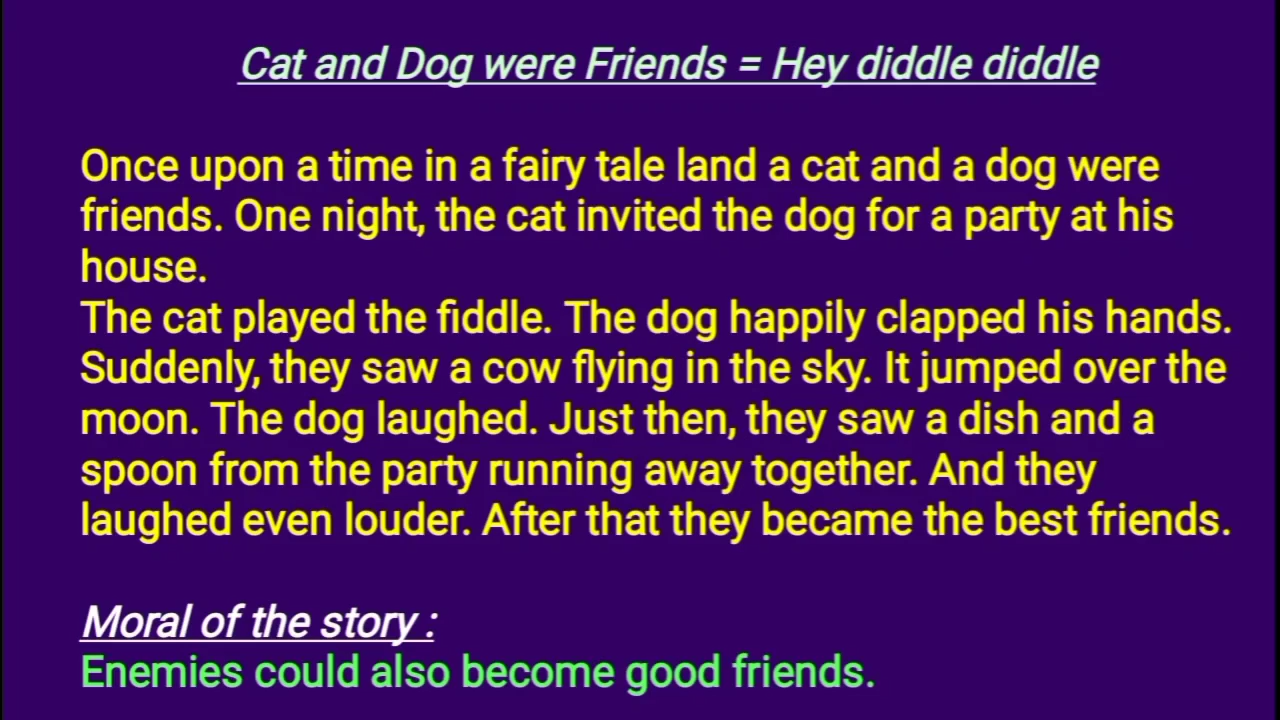 Cat and Dog were Friends = Hey diddle diddle
Once upon a time in a fairy tale land a cat and a dog were
friends. One night, the cat invited the dog for a party at his
house.
The cat played the fiddle. The dog happily clapped his hands.
Suddenly, they saw a cow flying in the sky. It jumped over the
moon. The dog laughed. Just then, they saw a dish and a
spoon from the party running away together. And they
laughed even louder. After that they became the best friends.
Moral of the story :
Enemies could also become good friends.